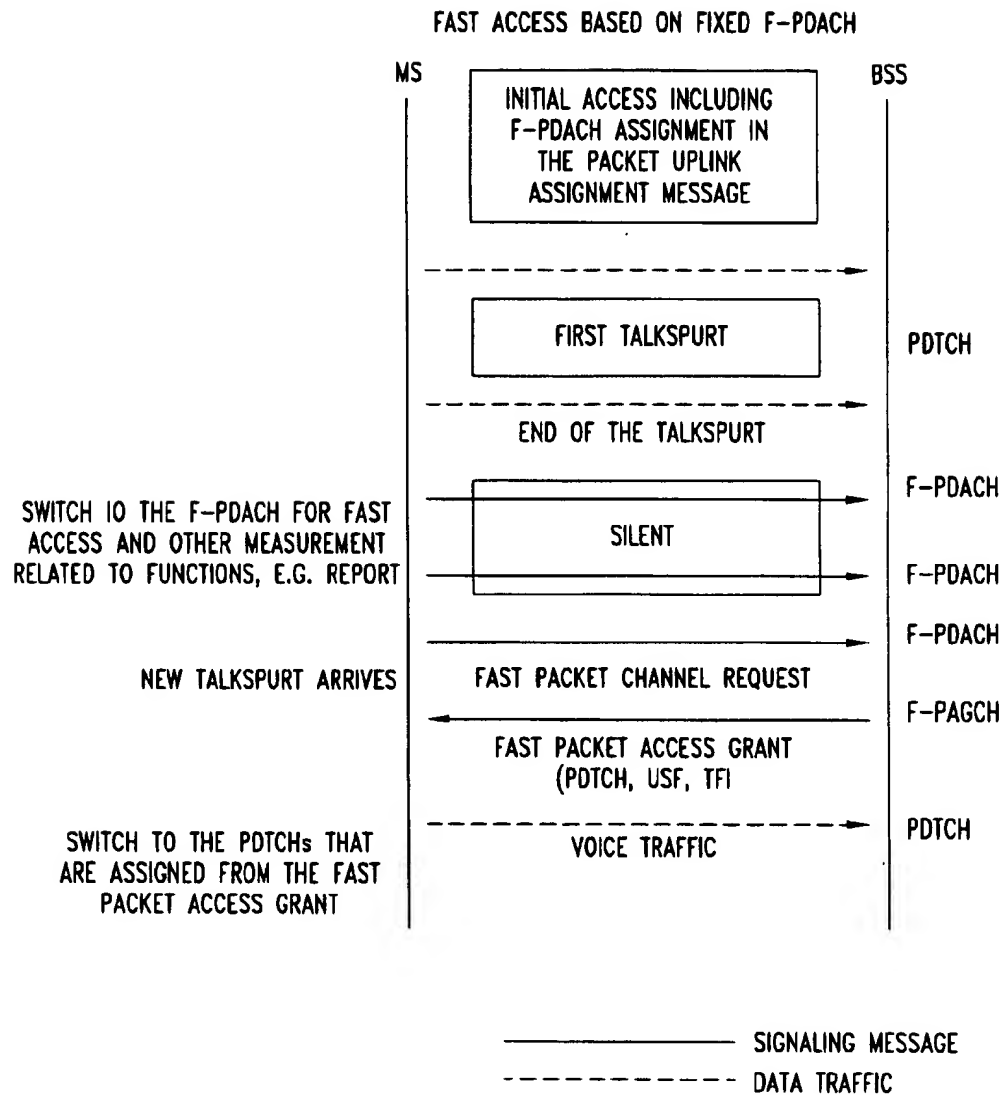 FAST ACCESS BASED ON FIXED F-PDACH
MS
BSS
INITIAL ACCESS INCLUDING
F-PDACH ASSIGNMENT IN
THE PACKET UPLINK
ASSIGNMENT MESSAGE
FIRST TALKSPURT
PDTCH
END OF THE TALKSPURT
F-PDACH
SWITCH IO THE F-PDACH FOR FAST
ACCESS AND OTHER MEASUREMENT
RELATED TO FUNCTIONS, E.G. REPORT
SILENT
F-PDACH
F-PDACH
NEW TALKSPURT ARRIVES
FAST PACKET CHANNEL REQUEST
F-PAGCH
FAST PACKET ACCESS GRANT
(PDTCH, USF, TFI
SWITCH TO THE PDTCHs THAT
ARE ASSIGNED FROM THE FAST
PACKET ACCESS GRANT
VOICE TRAFFIC
PDTCH
SIGNALING MESSAGE
DATA TRAFFIC